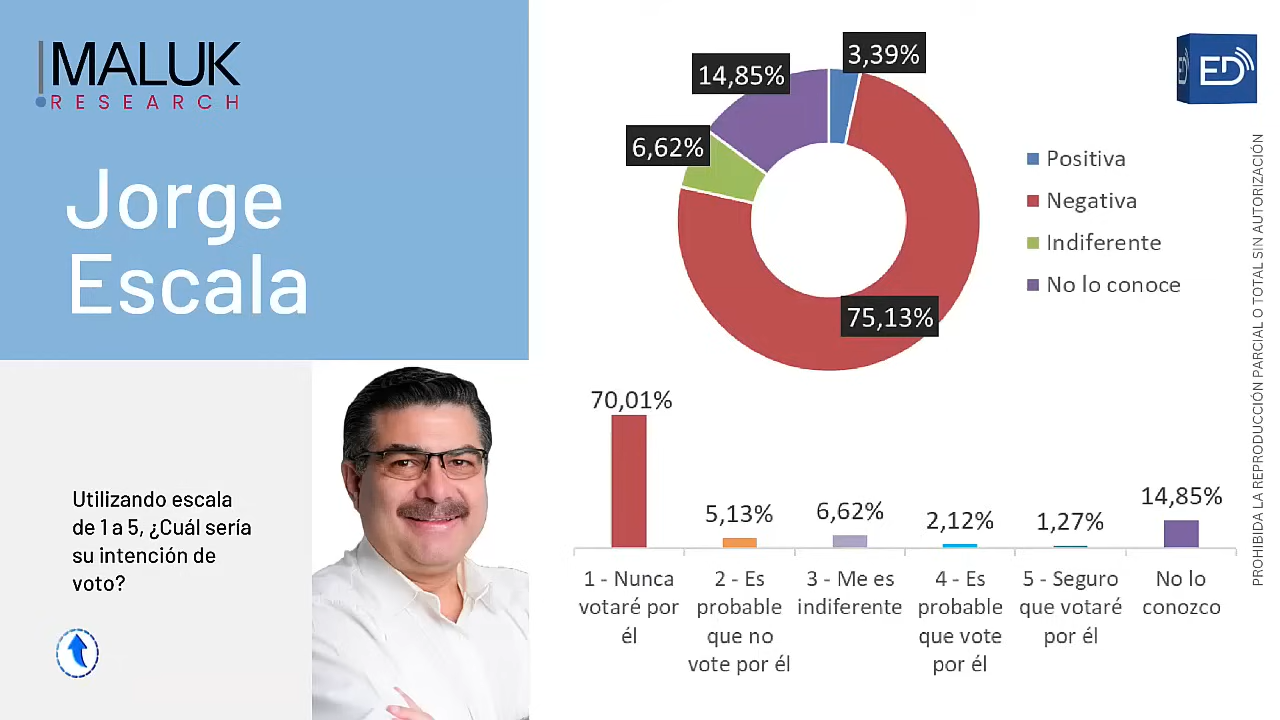 MALUK
RESEARCH
Jorge
Escala
Utilizando escala
de 1 a 5, ¿Cuál sería
su intención de
voto?
3,39%
14,85%
6,62%
75,13%
Positiva
Negativa
Indiferente
No lo conoce
ED
PROHIBIDA LA REPRODUCCIÓN PARCIAL O TOTAL SIN AUTORIZACIÓN
70,01%
5,13%
6,62%
2,12%
1,27%
14,85%
1 - Nunca
votaré por
él
2 - Es
probable
que no
vote por él
3 - Me es
indiferente
4 - Es
probable
que vote
por él
5 - Seguro
que votaré
por él
No lo
conozco